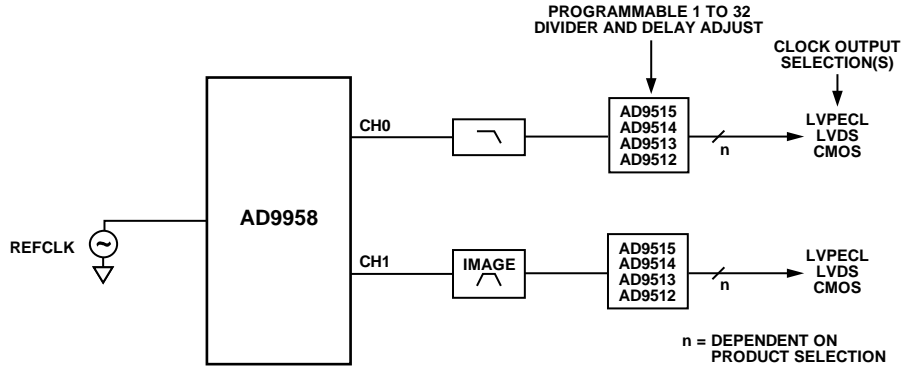 PROGRAMMABLE 1 TO 32
DIVIDER AND DELAY ADJUST
CLOCK OUTPUT
SELECTION(S)
CH0
AD9515
AD9514
AD9513
AD9512
n
LVPECL
LVDS
CMOS
REFCLK
~
AD9958
CH1
IMAGE
AD9515
AD9514
AD9513
AD9512
n
LVPECL
LVDS
CMOS
n = DEPENDENT ON
PRODUCT SELECTION